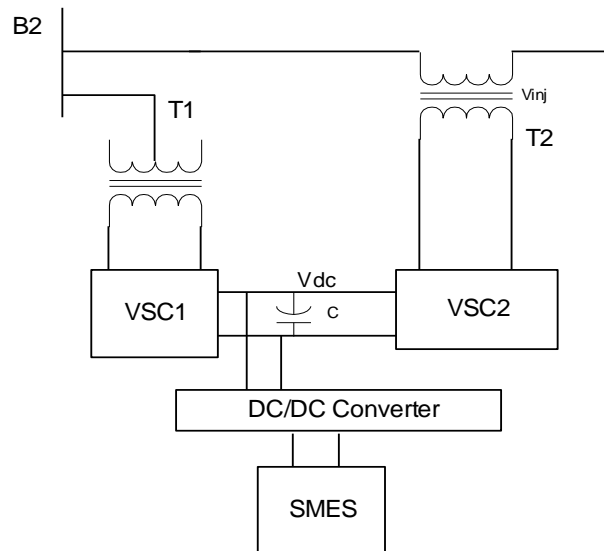 B2
Vinj
T1
T2
Vdc
C
VSC1
VSC2
DC/DC Converter
SMES